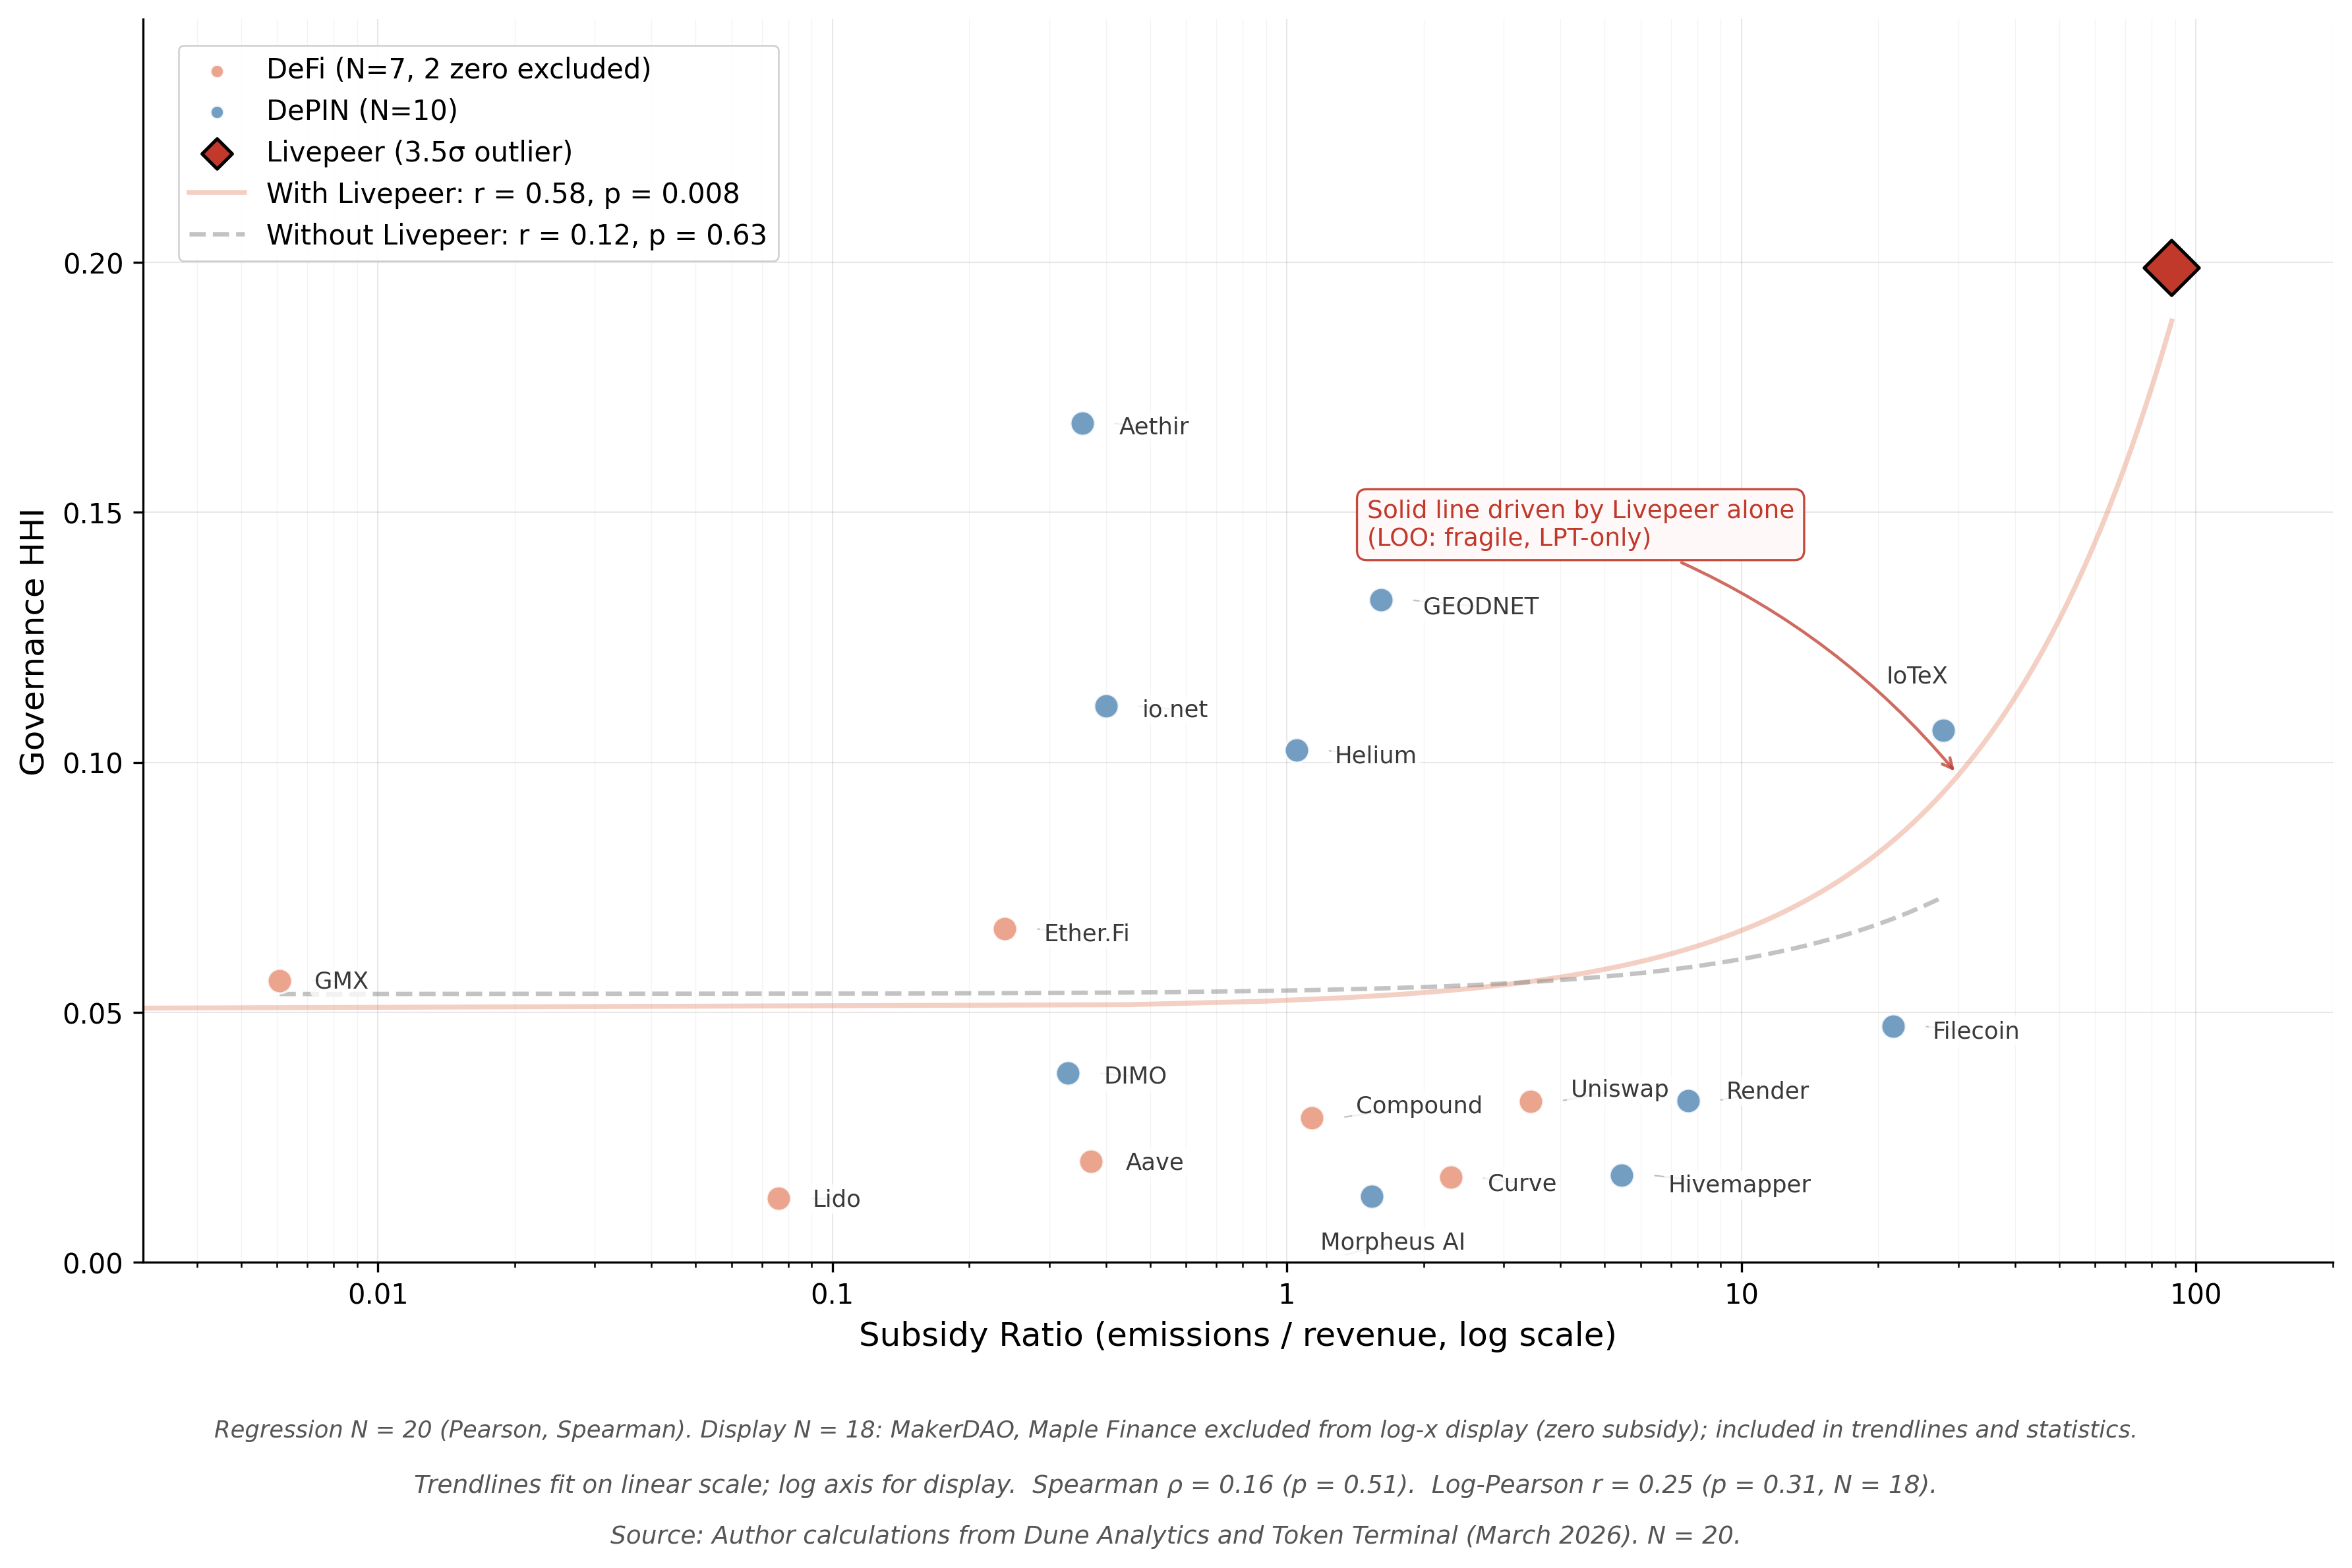 DeFi (N=7, 2 zero excluded)
DePIN (N=10)
Livepeer (3.5σ outlier)
With Livepeer: r = 0.58, p = 0.008
Without Livepeer: r = 0.12, p = 0.63
Governance HHI
0.20
0.15
0.10
0.05
0.00
Aethir
Solid line driven by Livepeer alone
(LOO: fragile, LPT-only)
GEODNET
IoTeX
io.net
Helium
Ether.Fi
GMX
Filecoin
DIMO
Compound
Uniswap
Render
Aave
Curve
Hivemapper
Lido
Morpheus AI
0.01
0.1
1
10
100
Subsidy Ratio (emissions / revenue, log scale)
Regression N = 20 (Pearson, Spearman). Display N = 18: MakerDAO, Maple Finance excluded from log-x display (zero subsidy); included in trendlines and statistics.
Trendlines fit on linear scale; log axis for display.  Spearman ρ = 0.16 (p = 0.51).  Log-Pearson r = 0.25 (p = 0.31, N = 18).
Source: Author calculations from Dune Analytics and Token Terminal (March 2026). N = 20.